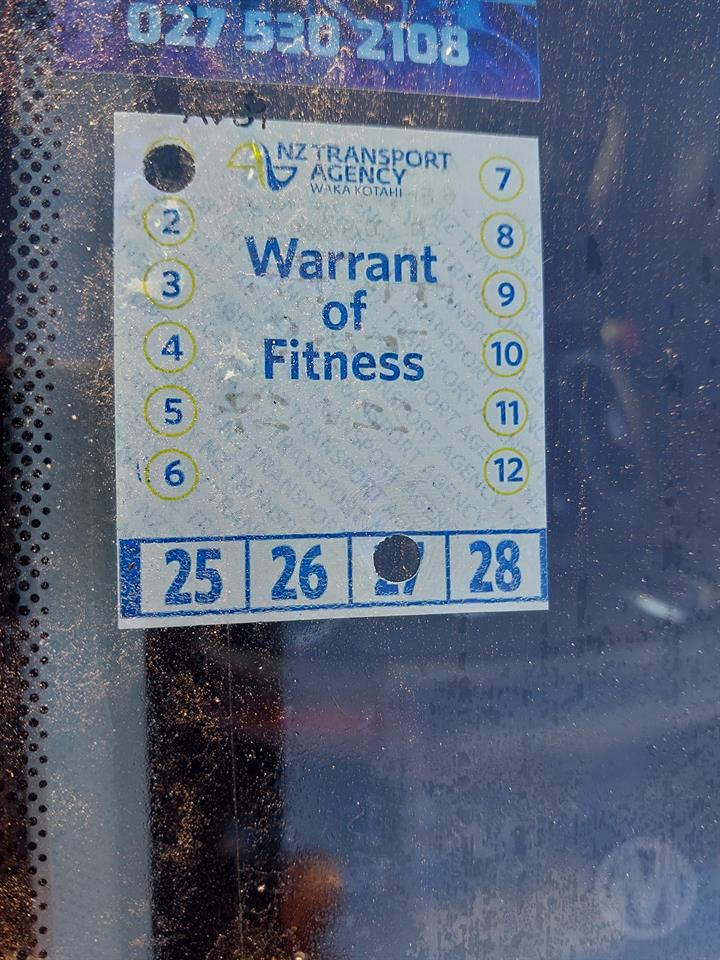 027 530 2108
NZ TRANSPORT
AGENCY
WAKA KOTAHI
Warrant
of
Fitness
2
3
4
5
6
7
8
9
10
11
12
25 26 27 28